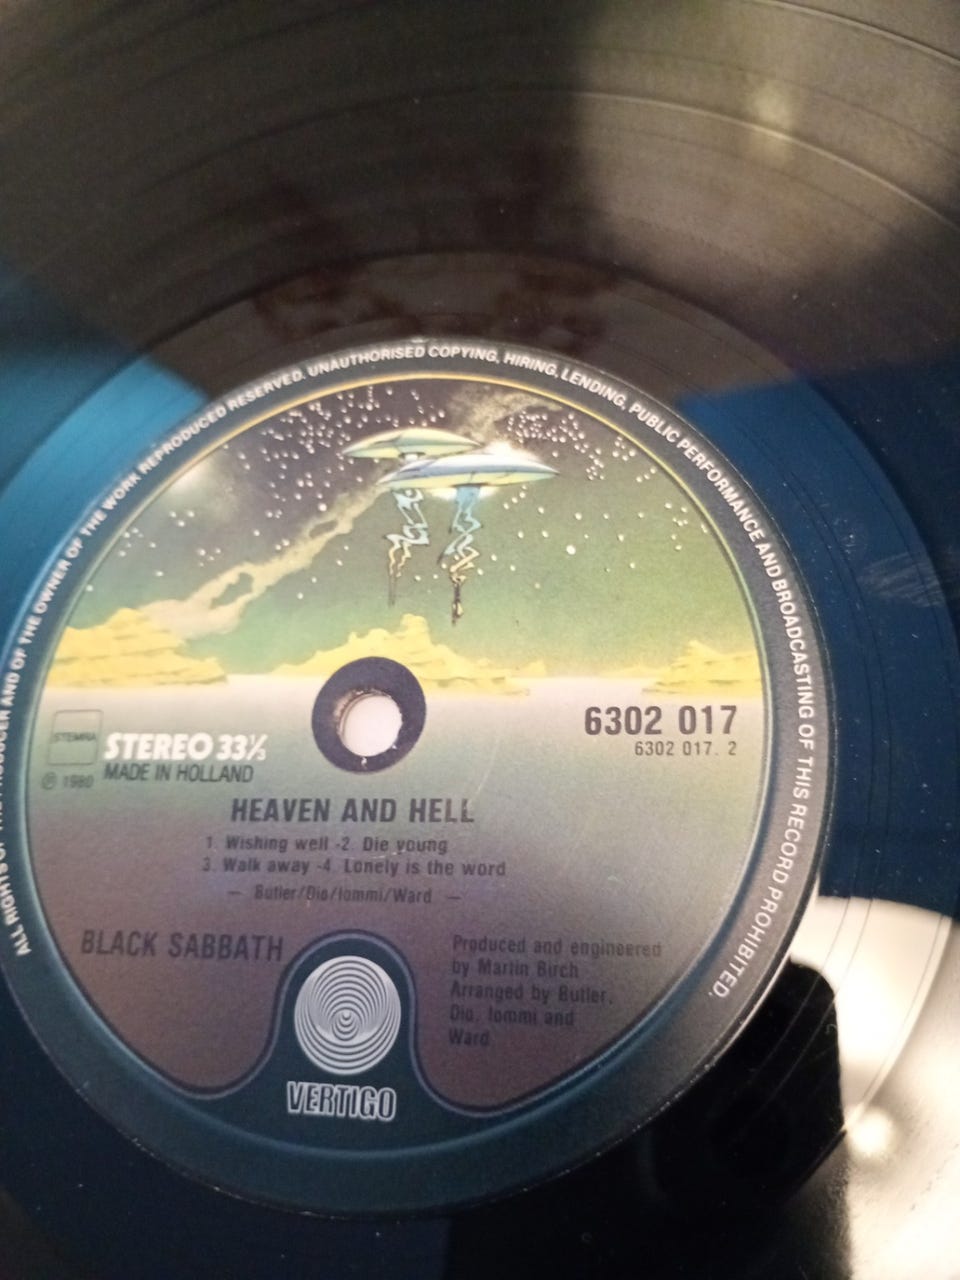 ALL RIGHTS OF THE PRODUCER AND OF THE OWNER OF THE WORK REPRODUCED RESERVED. UNAUTHORISED COPYING, HIRING, LENDING, PUBLIC PERFORMANCE AND BROADCASTING OF THIS RECORD PROHIBITED.
STEMRA
STEREO 33⅓
MADE IN HOLLAND
℗ 1980
6302 017
6302 017. 2
HEAVEN AND HELL
1. Wishing well -2. Die young
3. Walk away -4. Lonely is the word
— Butler/Dio/Iommi/Ward —
BLACK SABBATH
Produced and engineered
by Martin Birch
Arranged by Butler,
Dio, Iommi and
Ward
VERTIGO